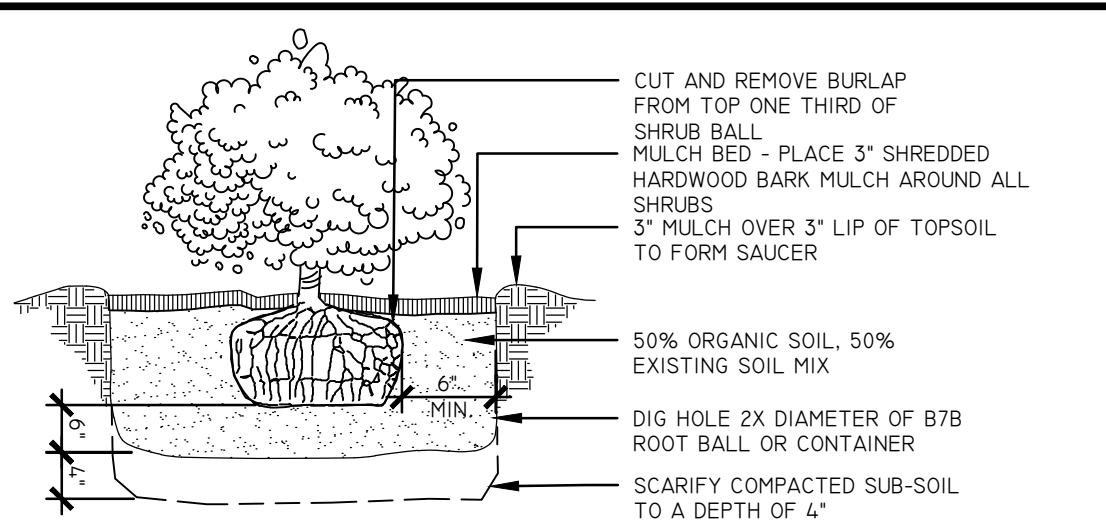 CUT AND REMOVE BURLAP
FROM TOP ONE THIRD OF
SHRUB BALL
MULCH BED - PLACE 3" SHREDDED
HARDWOOD BARK MULCH AROUND ALL
SHRUBS
3" MULCH OVER 3" LIP OF TOPSOIL
TO FORM SAUCER
50% ORGANIC SOIL, 50%
EXISTING SOIL MIX
6"
MIN.
DIG HOLE 2X DIAMETER OF B7B
ROOT BALL OR CONTAINER
6"
4"
SCARIFY COMPACTED SUB-SOIL
TO A DEPTH OF 4"